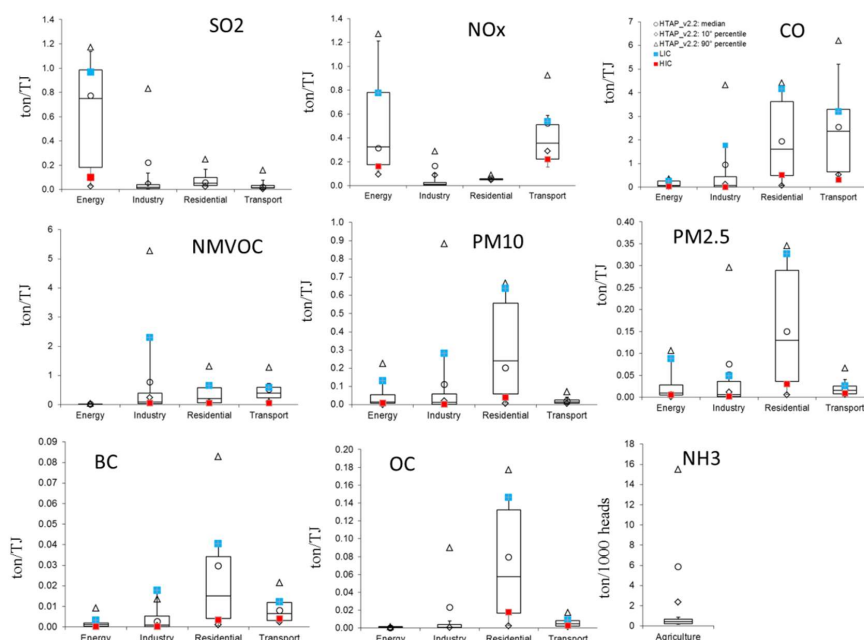 SO2
1.4
1.2
1.0
0.8
0.6
0.4
0.2
0.0
ton/TJ
Energy Industry Residential Transport
NOx
1.4
1.2
1.0
0.8
0.6
0.4
0.2
0.0
ton/TJ
Energy Industry Residential Transport
CO
7
6
5
4
3
2
1
0
ton/TJ
HTAP_v2.2: median
HTAP_v2.2: 10° percentile
HTAP_v2.2: 90° percentile
LIC
HIC
Energy Industry Residential Transport
NMVOC
6
5
4
3
2
1
0
ton/TJ
Energy Industry Residential Transport
PM10
1.0
0.9
0.8
0.7
0.6
0.5
0.4
0.3
0.2
0.1
0.0
ton/TJ
Energy Industry Residential Transport
PM2.5
0.40
0.35
0.30
0.25
0.20
0.15
0.10
0.05
0.00
ton/TJ
Energy Industry Residential Transport
BC
0.09
0.08
0.07
0.06
0.05
0.04
0.03
0.02
0.01
0.00
ton/TJ
Energy Industry Residential Transport
OC
0.20
0.18
0.16
0.14
0.12
0.10
0.08
0.06
0.04
0.02
0.00
ton/TJ
Energy Industry Residential Transport
NH3
18
16
14
12
10
8
6
4
2
0
ton/1000 heads
Agriculture